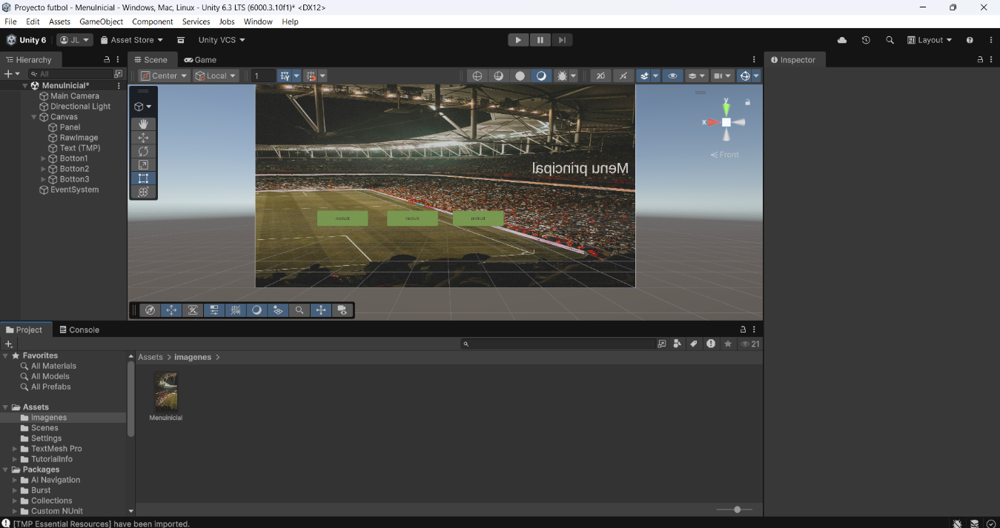 Proyecto futbol - MenuInicial - Windows, Mac, Linux - Unity 6.3 LTS (6000.3.10f1)* <DX12>
File Edit Assets GameObject Component Services Jobs Window Help
Unity 6 JL Asset Store Unity VCS Layout
Hierarchy
All
MenuInicial*
Main Camera
Directional Light
Canvas
Panel
RawImage
Text (TMP)
Botton1
Botton2
Botton3
EventSystem
Scene Game
Center Local 1 2D
y
x
Front
Menu principal
Button Button Button
Inspector
Project Console
21
Favorites
All Materials
All Models
All Prefabs
Assets
imagenes
Scenes
Settings
TextMesh Pro
TutorialInfo
Packages
AI Navigation
Burst
Collections
Custom NUnit
Assets > imagenes >
MenuInicial
[TMP Essential Resources] have been imported.